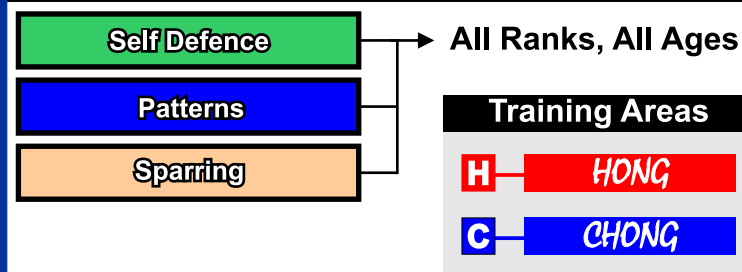 Self Defence
All Ranks, All Ages
Patterns
Sparring
Training Areas
H HONG
C CHONG